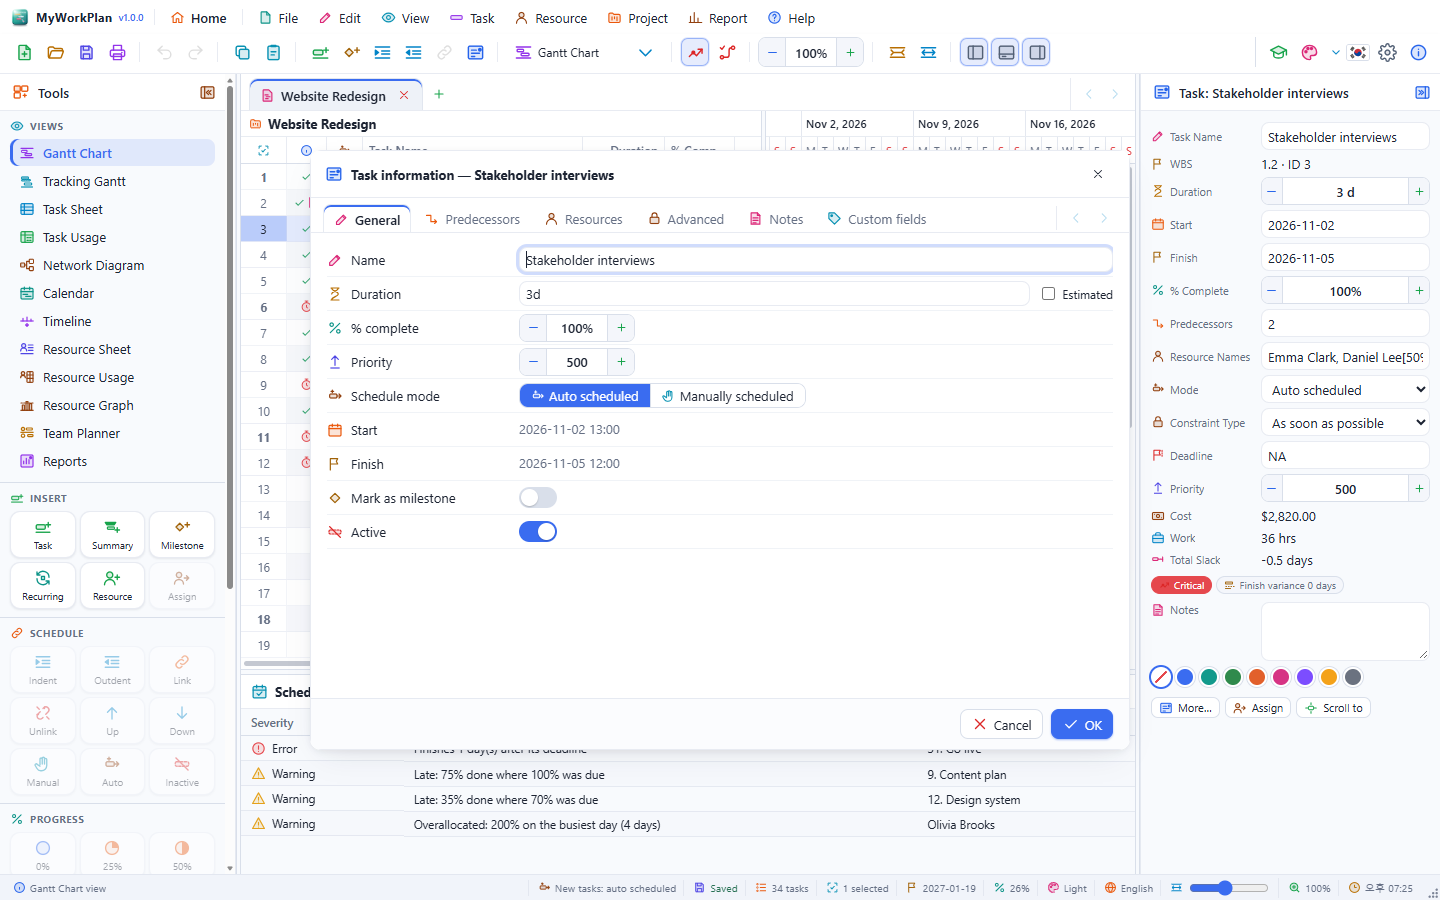 MyWorkPlan v1.0.0 Home File Edit View Task Resource Project Report Help
Gantt Chart 100%
Tools
VIEWS
Gantt Chart
Tracking Gantt
Task Sheet
Task Usage
Network Diagram
Calendar
Timeline
Resource Sheet
Resource Usage
Resource Graph
Team Planner
Reports
INSERT
Task Summary Milestone
Recurring Resource Assign
SCHEDULE
Indent Outdent Link
Unlink Up Down
Manual Auto Inactive
PROGRESS
0% 25% 50%
Website Redesign
Website Redesign
Nov 2, 2026 Nov 9, 2026 Nov 16, 2026
1
2
3
4
5
6
7
8
9
10
11
12
13
14
15
16
17
18
19
Task information — Stakeholder interviews
General Predecessors Resources Advanced Notes Custom fields
Name Stakeholder interviews
Duration 3d Estimated
% complete 100%
Priority 500
Schedule mode Auto scheduled Manually scheduled
Start 2026-11-02 13:00
Finish 2026-11-05 12:00
Mark as milestone
Active
Cancel OK
Sched
Severity
Error
Warning Late: 75% done where 100% was due 9. Content plan
Warning Late: 35% done where 70% was due 12. Design system
Warning Overallocated: 200% on the busiest day (4 days) Olivia Brooks
Task: Stakeholder interviews
Task Name Stakeholder interviews
WBS 1.2 · ID 3
Duration 3 d
Start 2026-11-02
Finish 2026-11-05
% Complete 100%
Predecessors 2
Resource Names Emma Clark, Daniel Lee[50%
Mode Auto scheduled
Constraint Type As soon as possible
Deadline NA
Priority 500
Cost $2,820.00
Work 36 hrs
Total Slack -0.5 days
Critical Finish variance 0 days
Notes
More... Assign Scroll to
Gantt Chart view New tasks: auto scheduled Saved 34 tasks 1 selected 2027-01-19 26% Light English 100% 오후 07:25